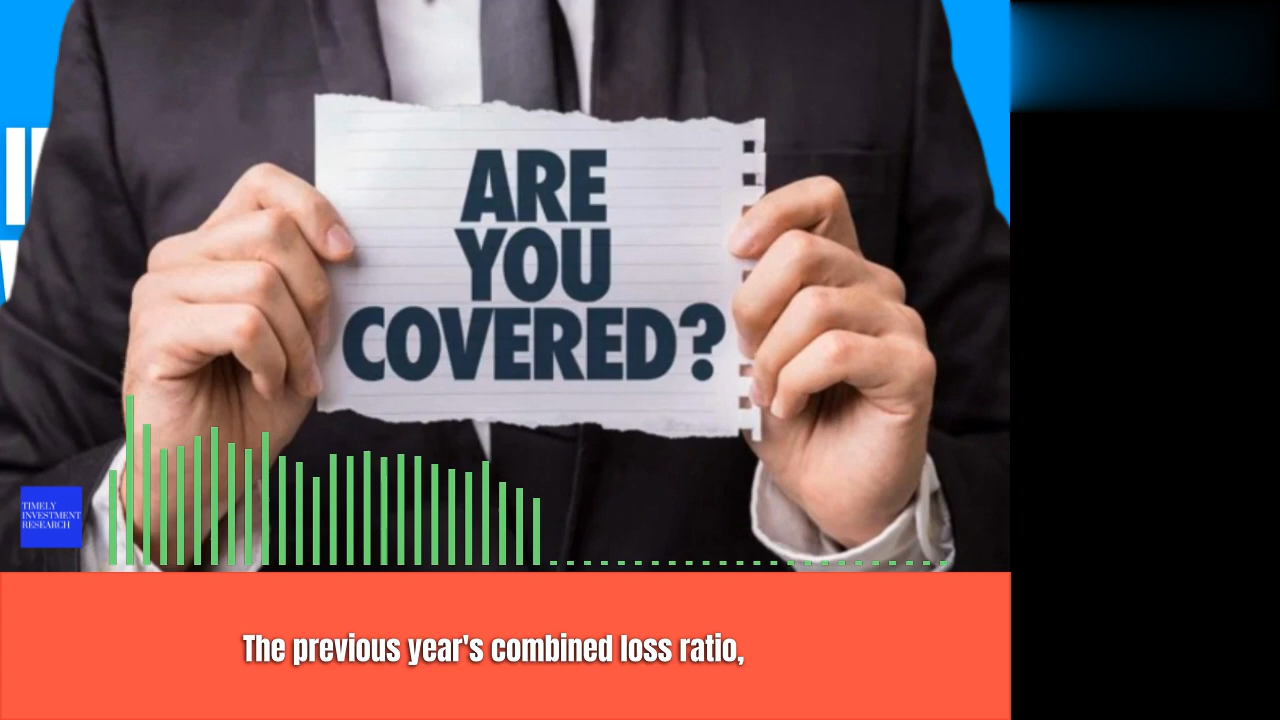 ARE
YOU
COVERED?
TIMELY
INVESTMENT
RESEARCH
The previous year's combined loss ratio,